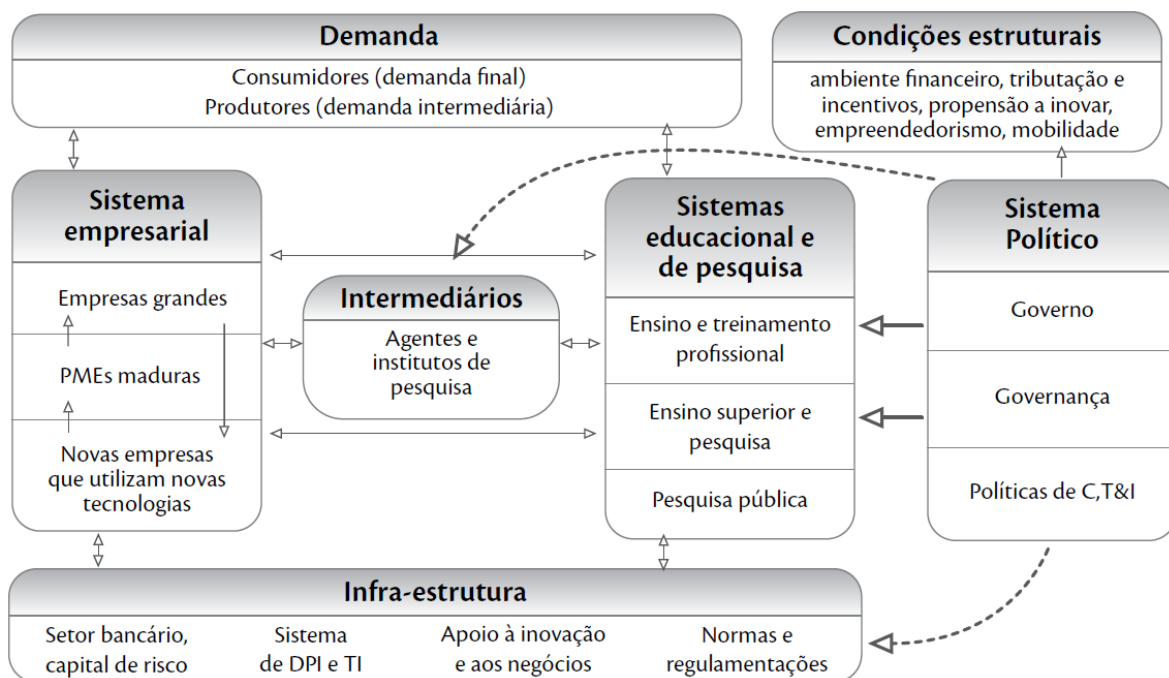 Demanda
Consumidores (demanda final)
Produtores (demanda intermediária)
Condições estruturais
ambiente financeiro, tributação e
incentivos, propensão a inovar,
empreendedorismo, mobilidade
Sistema
empresarial
Empresas grandes
PMEs maduras
Novas empresas
que utilizam novas
tecnologias
Intermediários
Agentes e
institutos de
pesquisa
Sistemas
educacional e
de pesquisa
Ensino e treinamento
profissional
Ensino superior e
pesquisa
Pesquisa pública
Sistema
Político
Governo
Governança
Políticas de C,T&I
Infra-estrutura
Setor bancário,
capital de risco
Sistema
de DPI e TI
Apoio à inovação
e aos negócios
Normas e
regulamentações